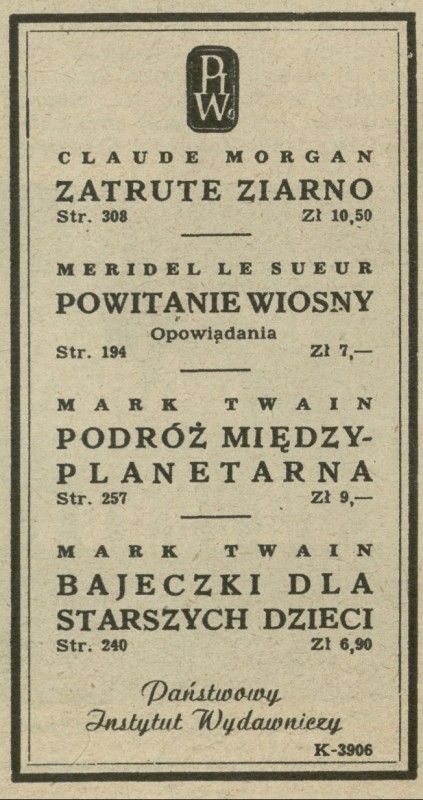 PIW
CLAUDE MORGAN
ZATRUTE ZIARNO
Str. 308 Zł 10,50
MERIDEL LE SUEUR
POWITANIE WIOSNY
Opowiadania
Str. 194 Zł 7,—
MARK TWAIN
PODRÓŻ MIĘDZY-
PLANETARNA
Str. 257 Zł 9,—
MARK TWAIN
BAJECZKI DLA
STARSZYCH DZIECI
Str. 240 Zł 6,90
Państwowy
Instytut Wydawniczy
K-3906